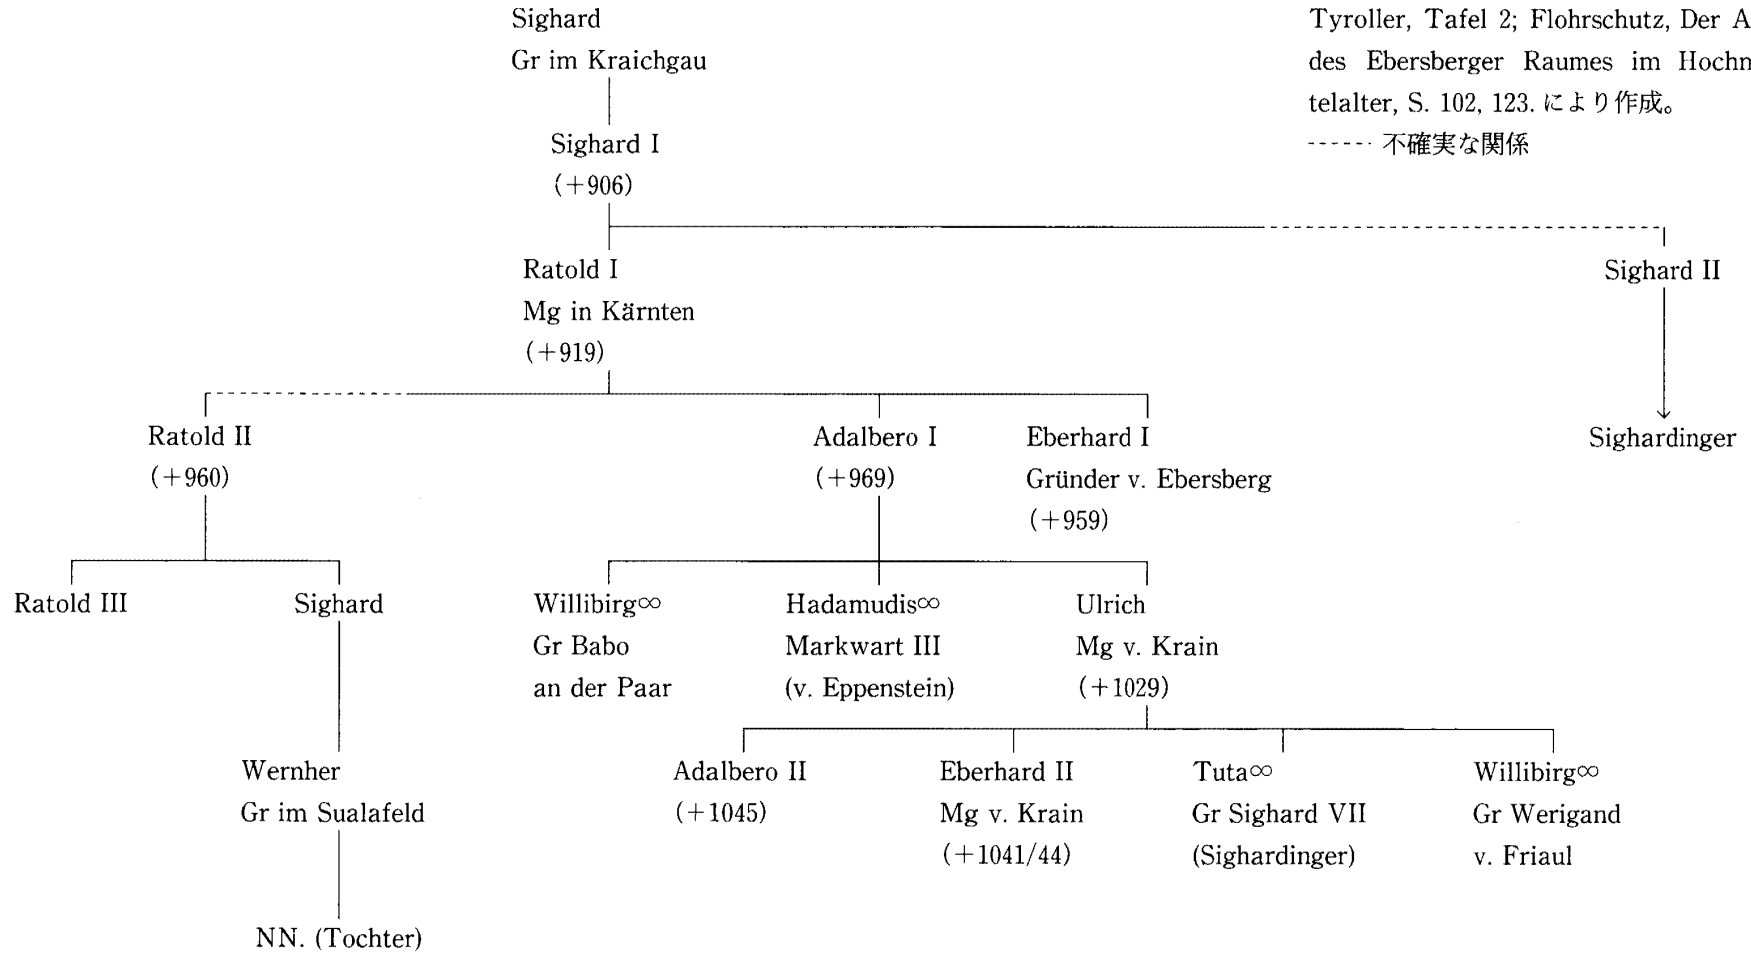 Sighard
Gr im Kraichgau
Tyroller, Tafel 2; Flohrschutz, Der A
des Ebersberger Raumes im Hochm
telalter, S. 102, 123. により作成。
------ 不確実な関係
Sighard I
(+906)
Ratold I
Mg in Kärnten
(+919)
Sighard II
Ratold II
(+960)
Adalbero I
(+969)
Eberhard I
Gründer v. Ebersberg
(+959)
Sighardinger
Ratold III
Sighard
Willibirg∞
Gr Babo
an der Paar
Hadamudis∞
Markwart III
(v. Eppenstein)
Ulrich
Mg v. Krain
(+1029)
Wernher
Gr im Sualafeld
Adalbero II
(+1045)
Eberhard II
Mg v. Krain
(+1041/44)
Tuta∞
Gr Sighard VII
(Sighardinger)
Willibirg∞
Gr Werigand
v. Friaul
NN. (Tochter)